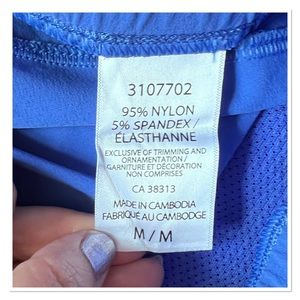 3107702
95% NYLON
5% SPANDEX/
ÉLASTHANNE
EXCLUSIVE OF TRIMMING AND
ORNAMENTATION/
GARNITURE ET DÉCORATION
NON COMPRISES
CA 38313
MADE IN CAMBODIA
FABRIQUÉ AU CAMBODGE
M/M